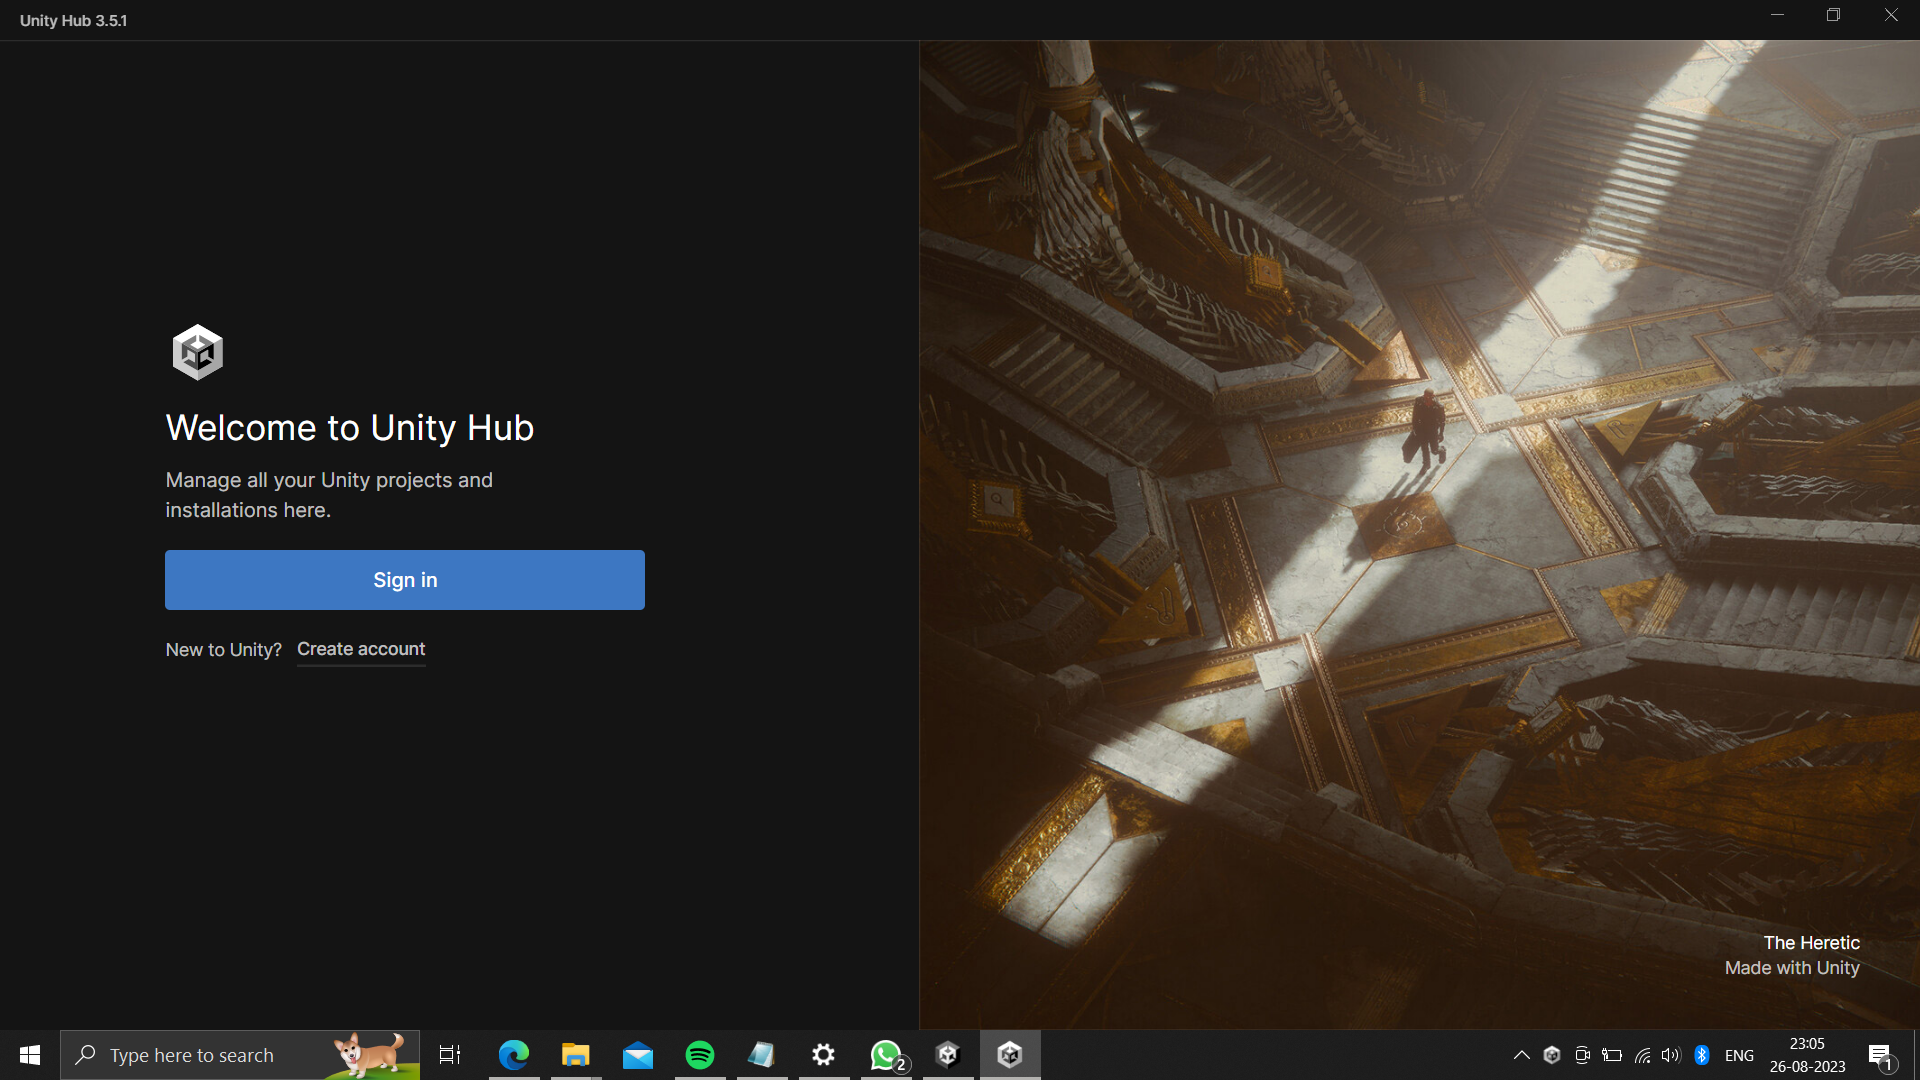 Unity Hub 3.5.1
Welcome to Unity Hub
Manage all your Unity projects and
installations here.
Sign in
New to Unity? Create account
The Heretic
Made with Unity
Type here to search
2
ENG
23:05
26-08-2023
1